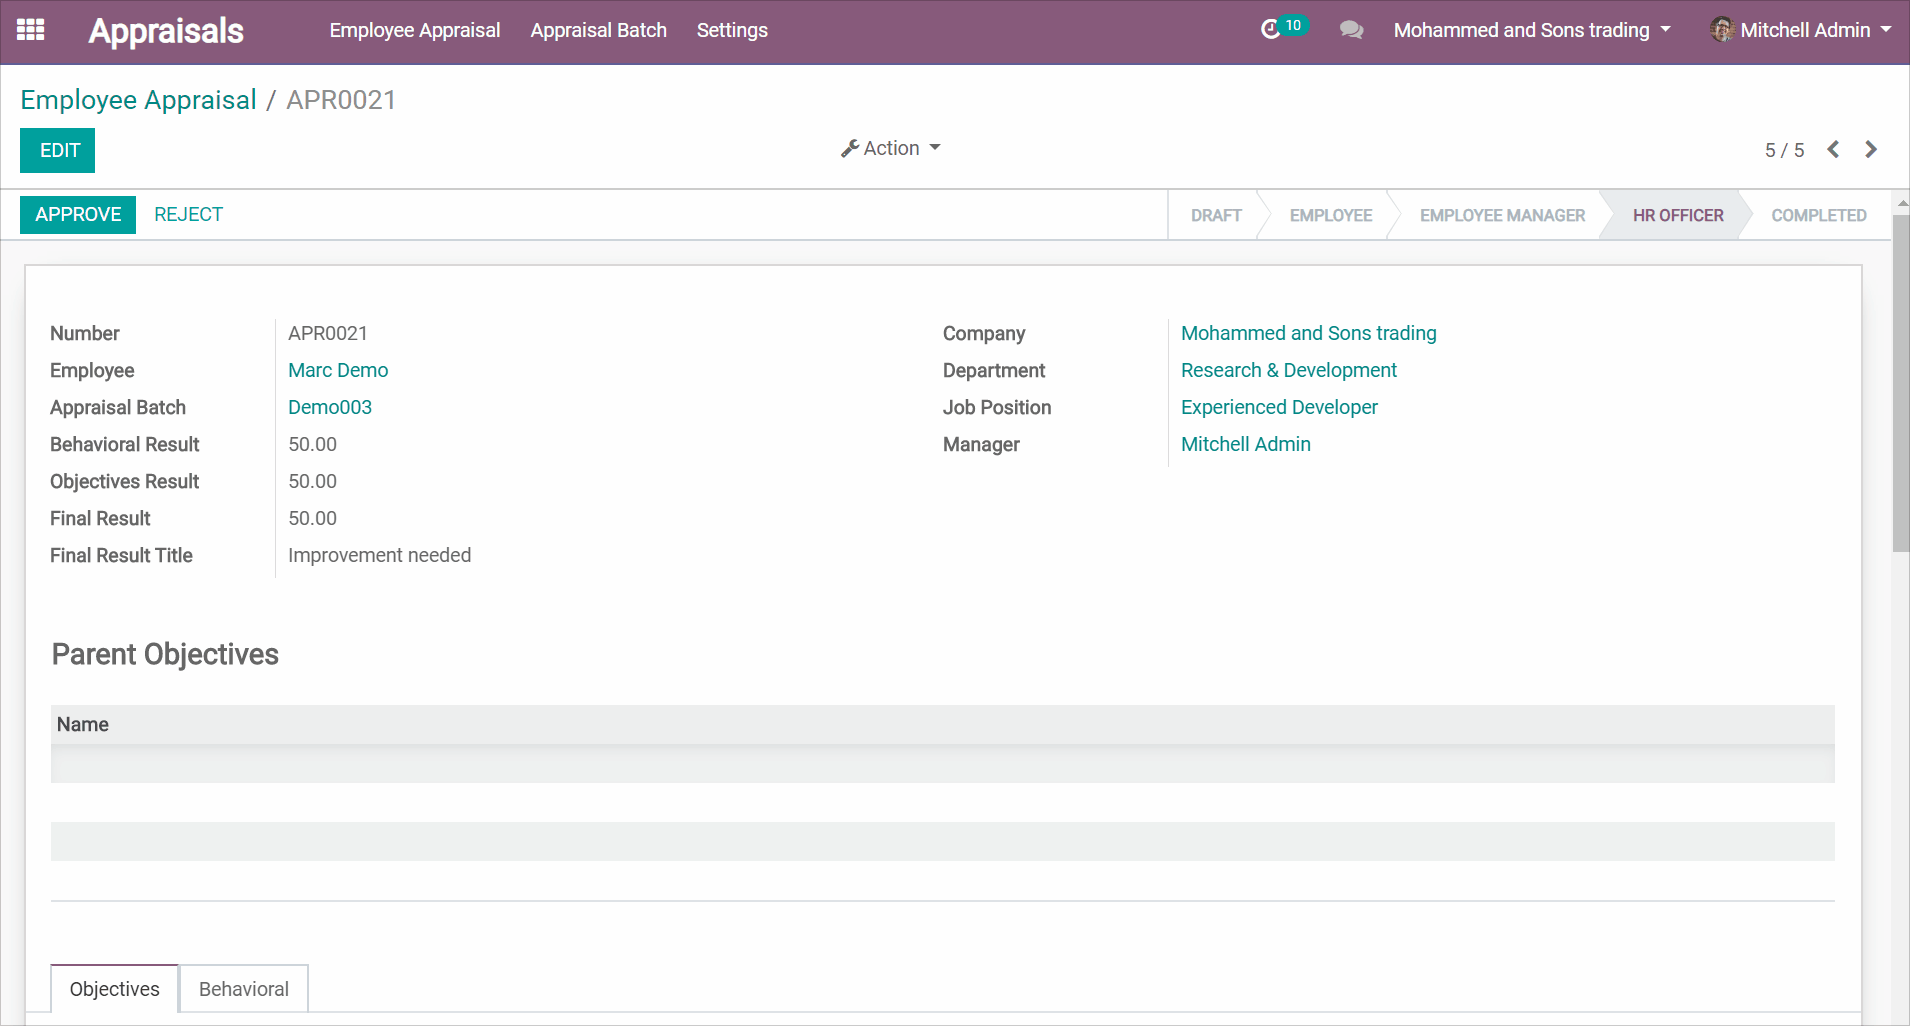 Appraisals Employee Appraisal Appraisal Batch Settings 10 Mohammed and Sons trading Mitchell Admin
Employee Appraisal / APR0021
EDIT Action 5 / 5
APPROVE REJECT DRAFT EMPLOYEE EMPLOYEE MANAGER HR OFFICER COMPLETED
Number APR0021 Company Mohammed and Sons trading
Employee Marc Demo Department Research & Development
Appraisal Batch Demo003 Job Position Experienced Developer
Behavioral Result 50.00 Manager Mitchell Admin
Objectives Result 50.00
Final Result 50.00
Final Result Title Improvement needed
Parent Objectives
Name
Objectives Behavioral